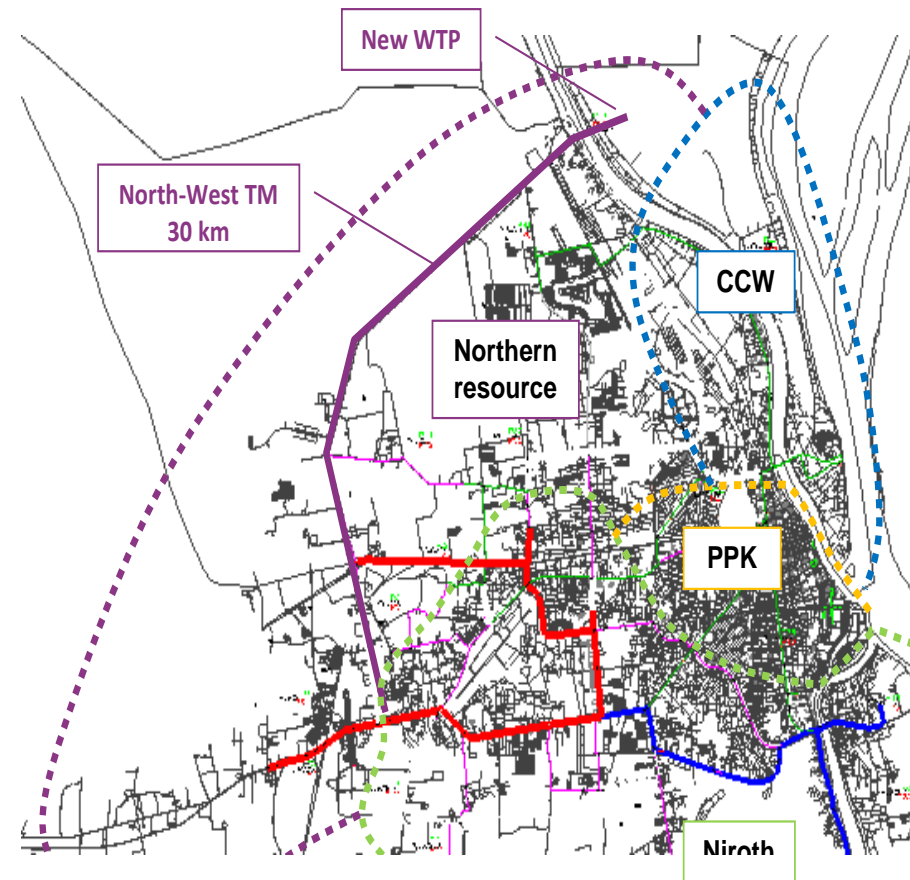 New WTP
North-West TM
30 km
CCW
Northern
resource
PPK
Niroth